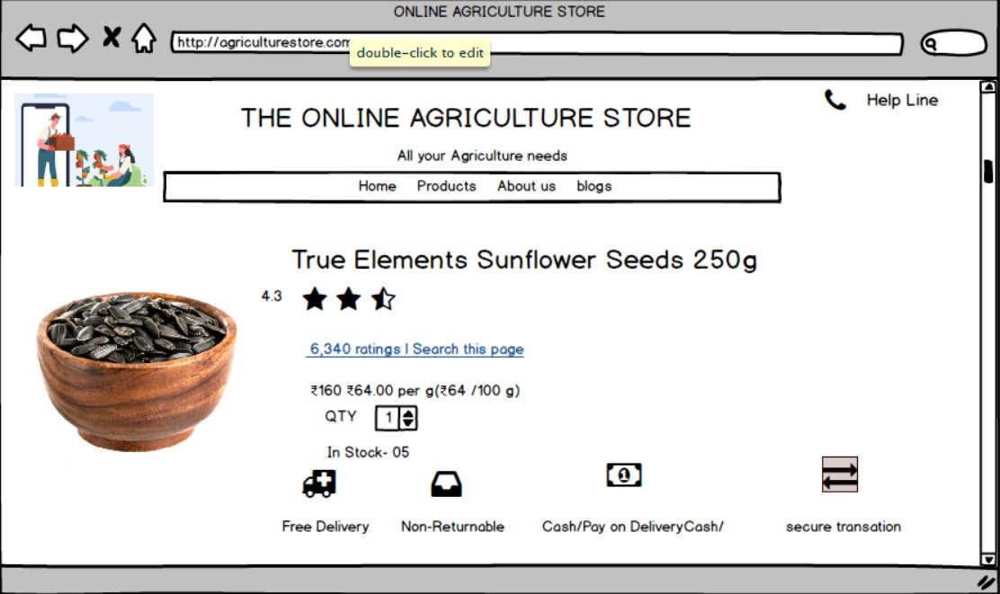 ONLINE AGRICULTURE STORE
http://agriculturestore.com
double-click to edit
Help Line
THE ONLINE AGRICULTURE STORE
All your Agriculture needs
Home Products About us blogs
True Elements Sunflower Seeds 250g
4.3
6,340 ratings | Search this page
₹160 ₹64.00 per g(₹64 /100 g)
QTY 1
In Stock- 05
1
Free Delivery Non-Returnable Cash/Pay on DeliveryCash/ secure transation